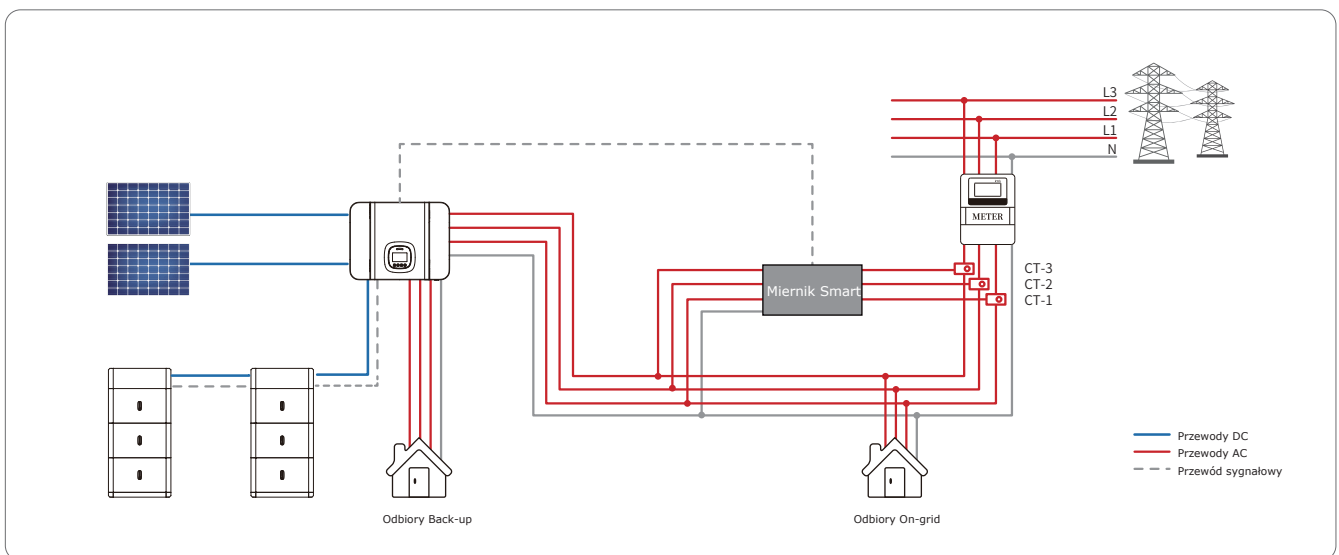 L3
L2
L1
N
METER
CT-3
CT-2
CT-1
Miernik Smart
Przewody DC
Przewody AC
Przewód sygnałowy
Odbiory Back-up
Odbiory On-grid